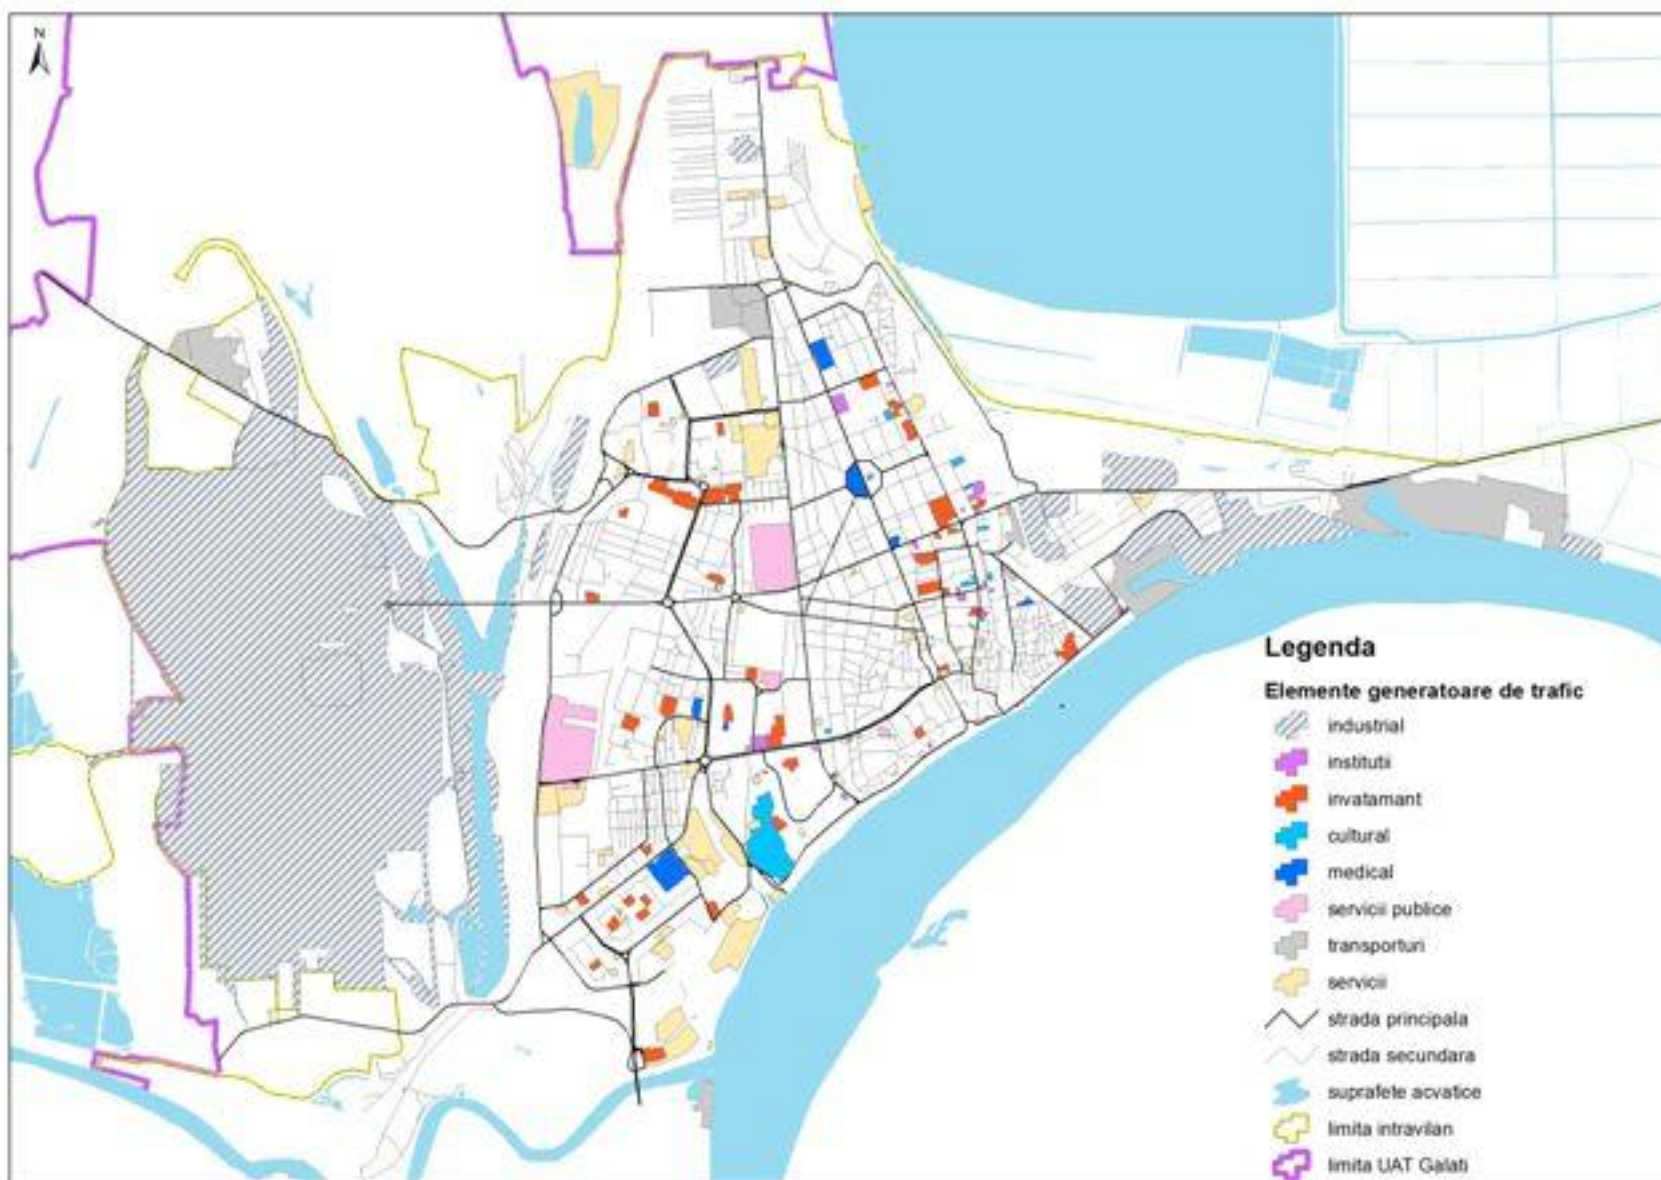 N
Legenda
Elemente generatoare de trafic
industrial
institutii
invatamant
cultural
medical
servicii publice
transporturi
servicii
strada principala
strada secundara
suprafete acvatice
limita intravilan
limita UAT Galati